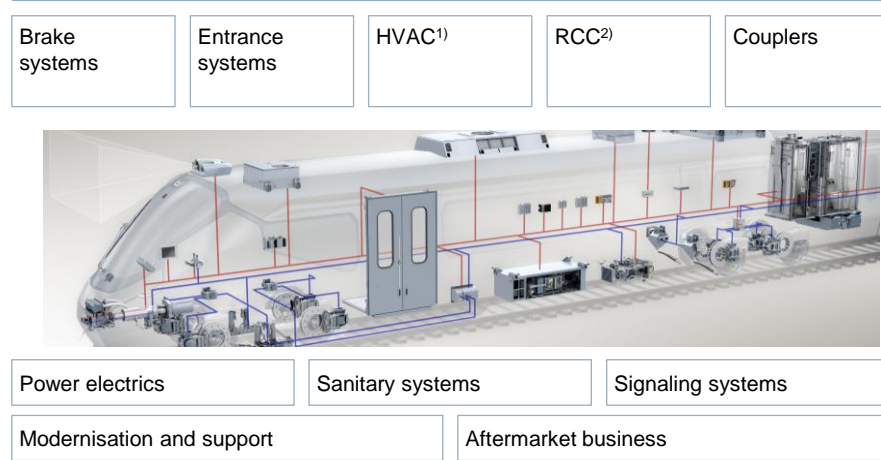 Brake
systems
Entrance
systems
HVAC1)
RCC2)
Couplers
Power electrics
Sanitary systems
Signaling systems
Modernisation and support
Aftermarket business